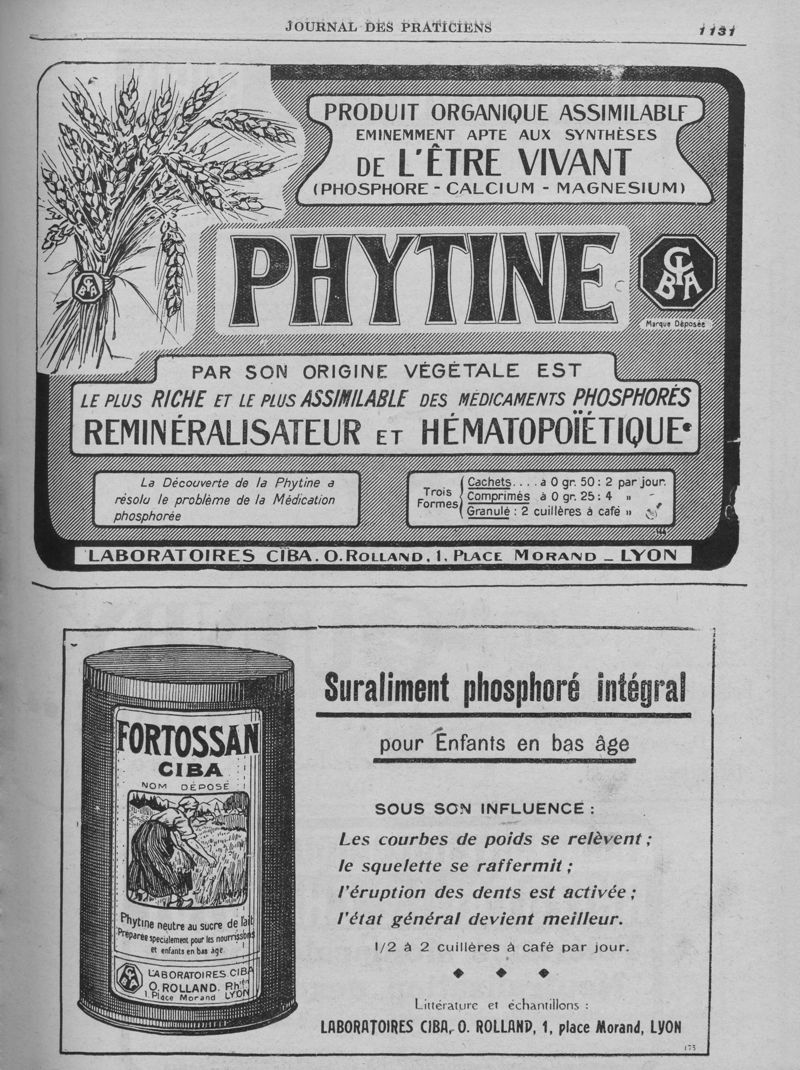 JOURNAL DES PRATICIENS
1131
PRODUIT ORGANIQUE ASSIMILABLE
EMINEMMENT APTE AUX SYNTHÈSES
DE L'ÊTRE VIVANT
(PHOSPHORE - CALCIUM - MAGNESIUM)
PHYTINE
CIBA
Marque Déposée
CIBA
PAR SON ORIGINE VÉGÉTALE EST
LE PLUS RICHE ET LE PLUS ASSIMILABLE DES MÉDICAMENTS PHOSPHORÉS
REMINÉRALISATEUR ET HÉMATOPOÏÉTIQUE
La Découverte de la Phytine a
résolu le problème de la Médication
phosphorée
Trois
Formes
Cachets.... à 0 gr. 50 : 2 par jour.
Comprimés à 0 gr. 25 : 4 " "
Granulé : 2 cuillères à café "
LABORATOIRES CIBA. O. ROLLAND, 1, PLACE MORAND _ LYON
FORTOSSAN
CIBA
NOM DÉPOSÉ
Phytine neutre au sucre de lait
Préparée specialement pour les nourrissons
et enfants en bas âge.
CIBA
LABORATOIRES CIBA
O. ROLLAND. Phien
1 Place Morand LYON
Suraliment phosphoré intégral
pour Enfants en bas âge
SOUS SON INFLUENCE :
Les courbes de poids se relèvent ;
le squelette se raffermit ;
l'éruption des dents est activée ;
l'état général devient meilleur.
1/2 à 2 cuillères à café par jour.
Littérature et échantillons :
LABORATOIRES CIBA, O. ROLLAND, 1, place Morand, LYON
173